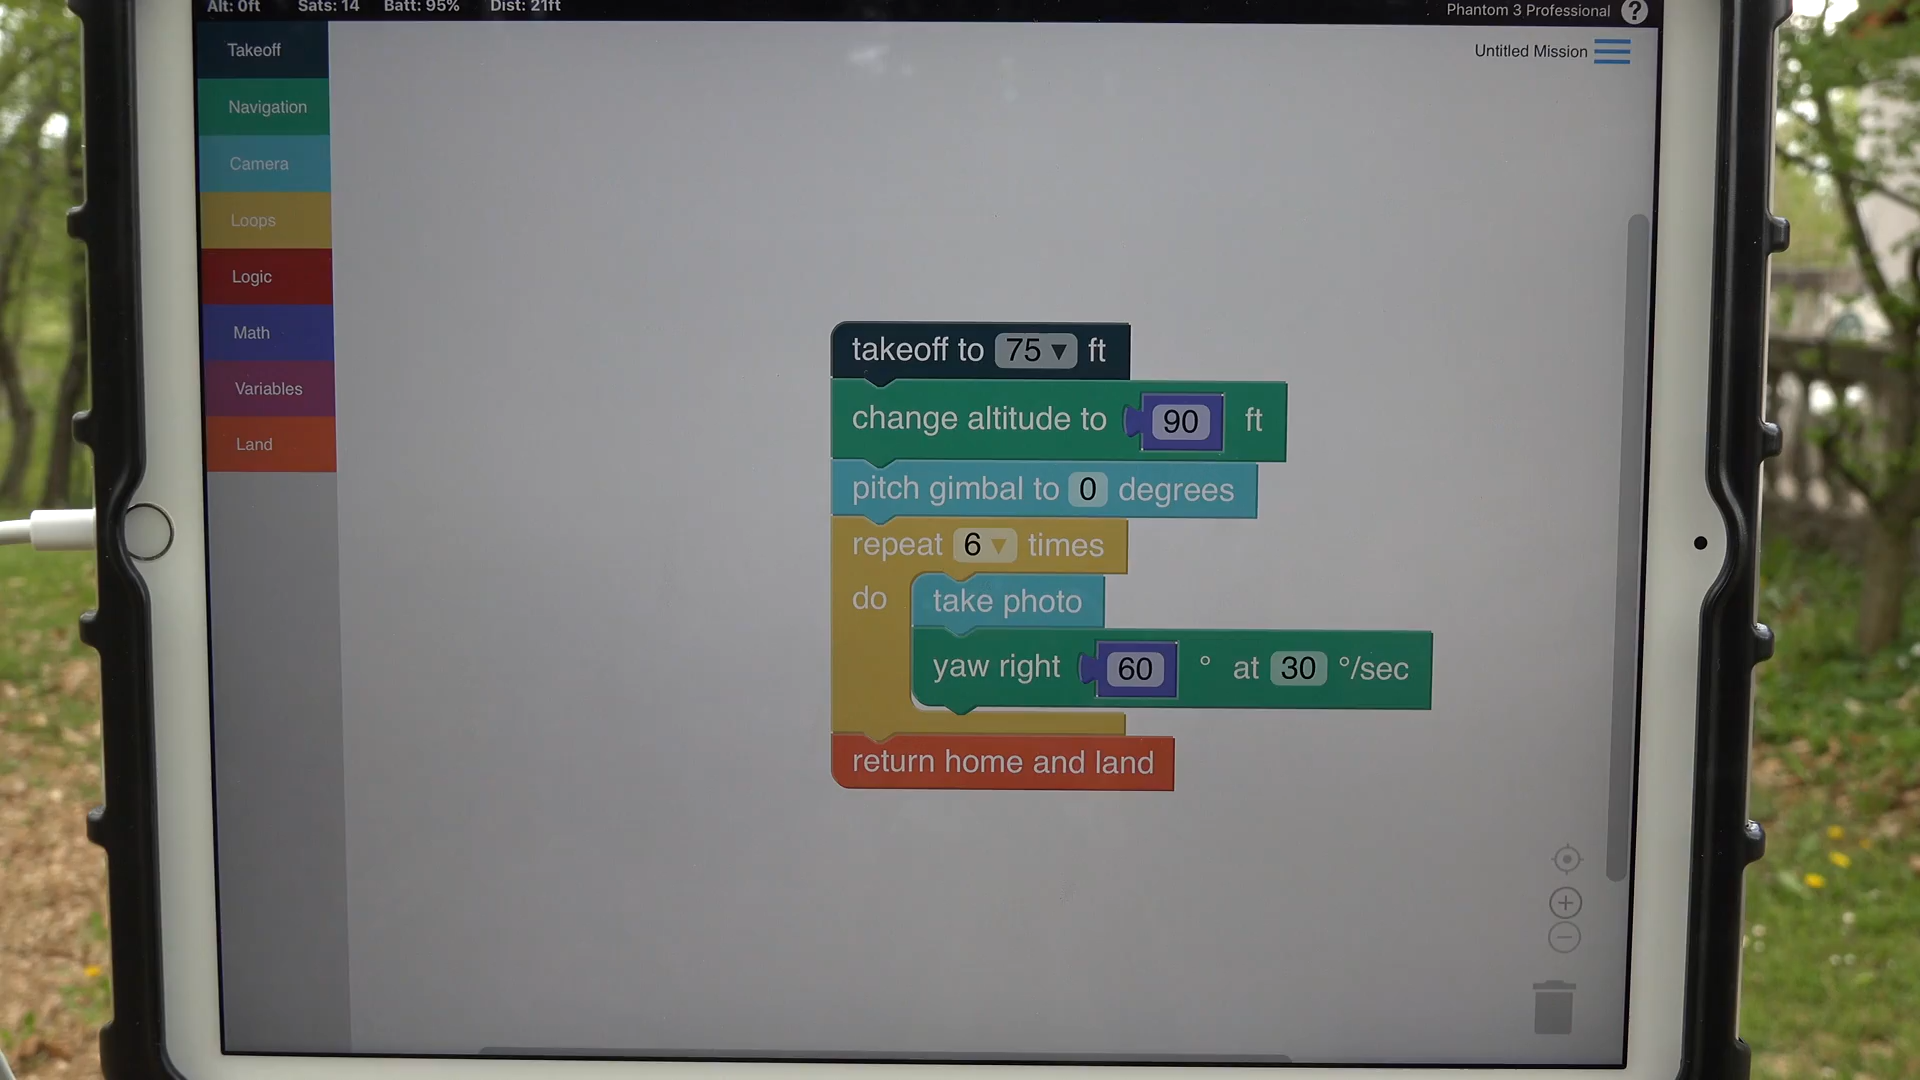 Alt: 0ft Sats: 14 Batt: 95% Dist: 21ft
Phantom 3 Professional ?
Untitled Mission
Takeoff
Navigation
Camera
Loops
Logic
Math
Variables
Land
takeoff to 75 ▼ ft
change altitude to 90 ft
pitch gimbal to 0 degrees
repeat 6 ▼ times
do take photo
yaw right 60 ° at 30 °/sec
return home and land